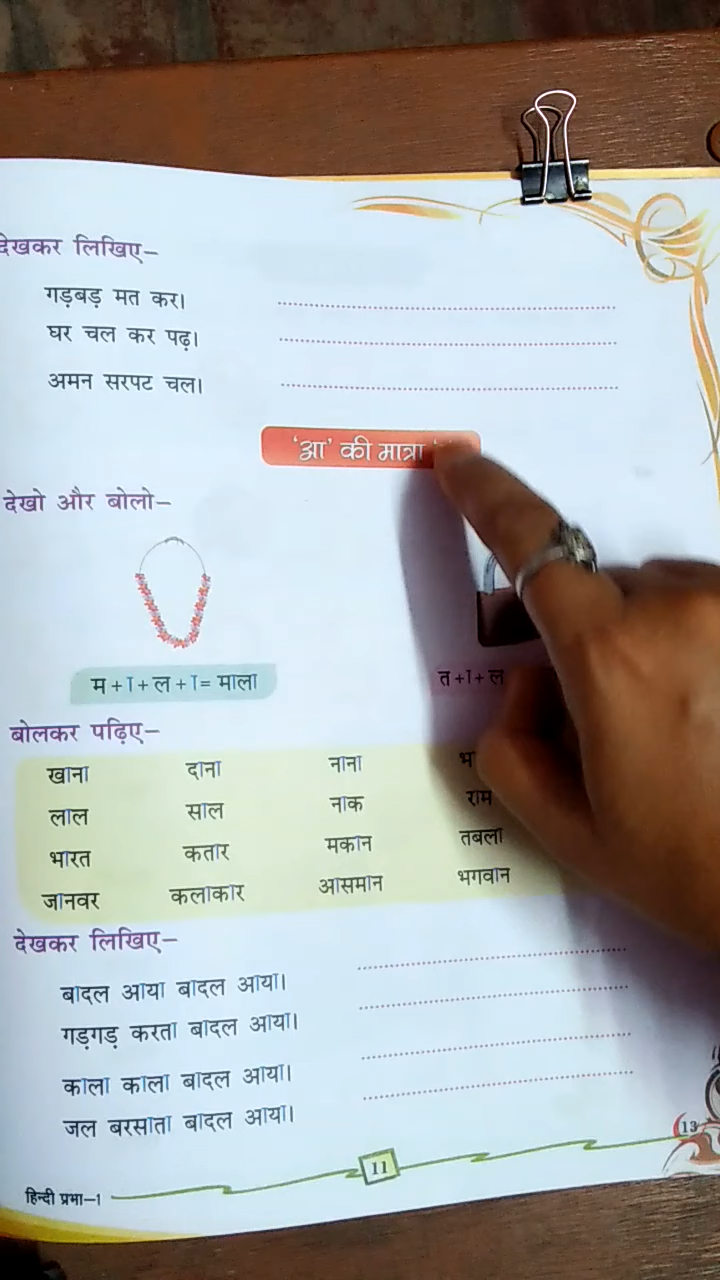 देखकर लिखिए–
गड़बड़ मत कर।
घर चल कर पढ़।
अमन सरपट चल।
'आ' की मात्रा
देखो और बोलो–
म+ा+ल+ा= माला
त+ा+ल
बोलकर पढ़िए–
खाना दाना नाना
लाल साल नाक राम
भारत कतार मकान तबला
जानवर कलाकार आसमान भगवान
देखकर लिखिए–
बादल आया बादल आया।
गड़गड़ करता बादल आया।
काला काला बादल आया।
जल बरसाता बादल आया।
13
11
हिन्दी प्रभा–1